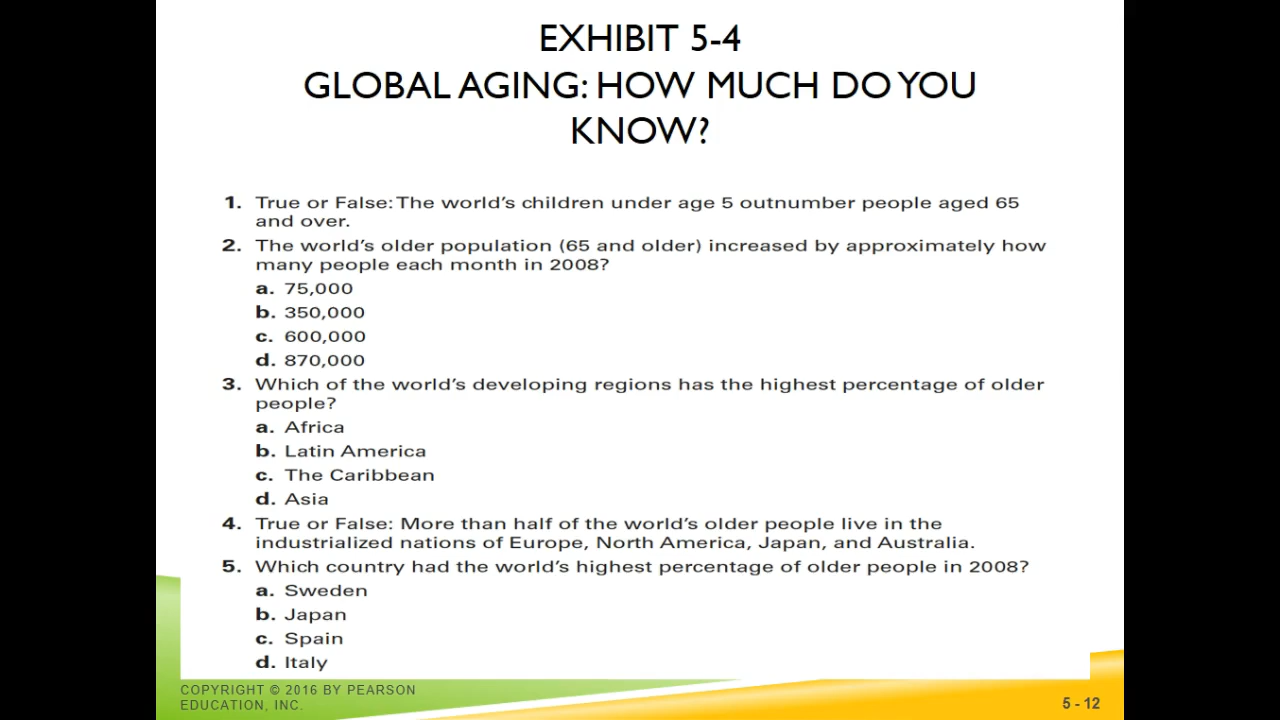 EXHIBIT 5-4
GLOBAL AGING: HOW MUCH DO YOU
KNOW?
1. True or False: The world's children under age 5 outnumber people aged 65
and over.
2. The world's older population (65 and older) increased by approximately how
many people each month in 2008?
a. 75,000
b. 350,000
c. 600,000
d. 870,000
3. Which of the world's developing regions has the highest percentage of older
people?
a. Africa
b. Latin America
c. The Caribbean
d. Asia
4. True or False: More than half of the world's older people live in the
industrialized nations of Europe, North America, Japan, and Australia.
5. Which country had the world's highest percentage of older people in 2008?
a. Sweden
b. Japan
c. Spain
d. Italy
COPYRIGHT © 2016 BY PEARSON
EDUCATION, INC.
5 - 12